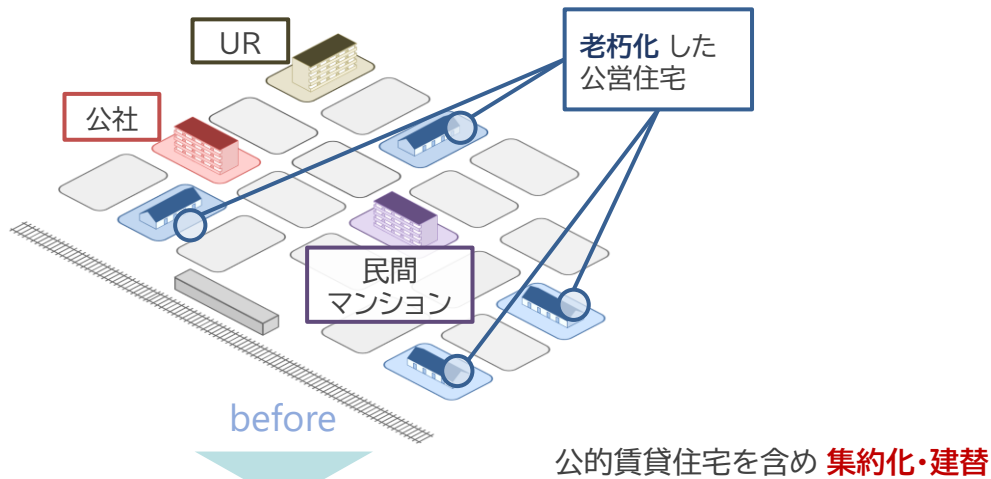 UR
老朽化 した
公営住宅
公社
民間
マンション
before
公的賃貸住宅を含め 集約化・建替